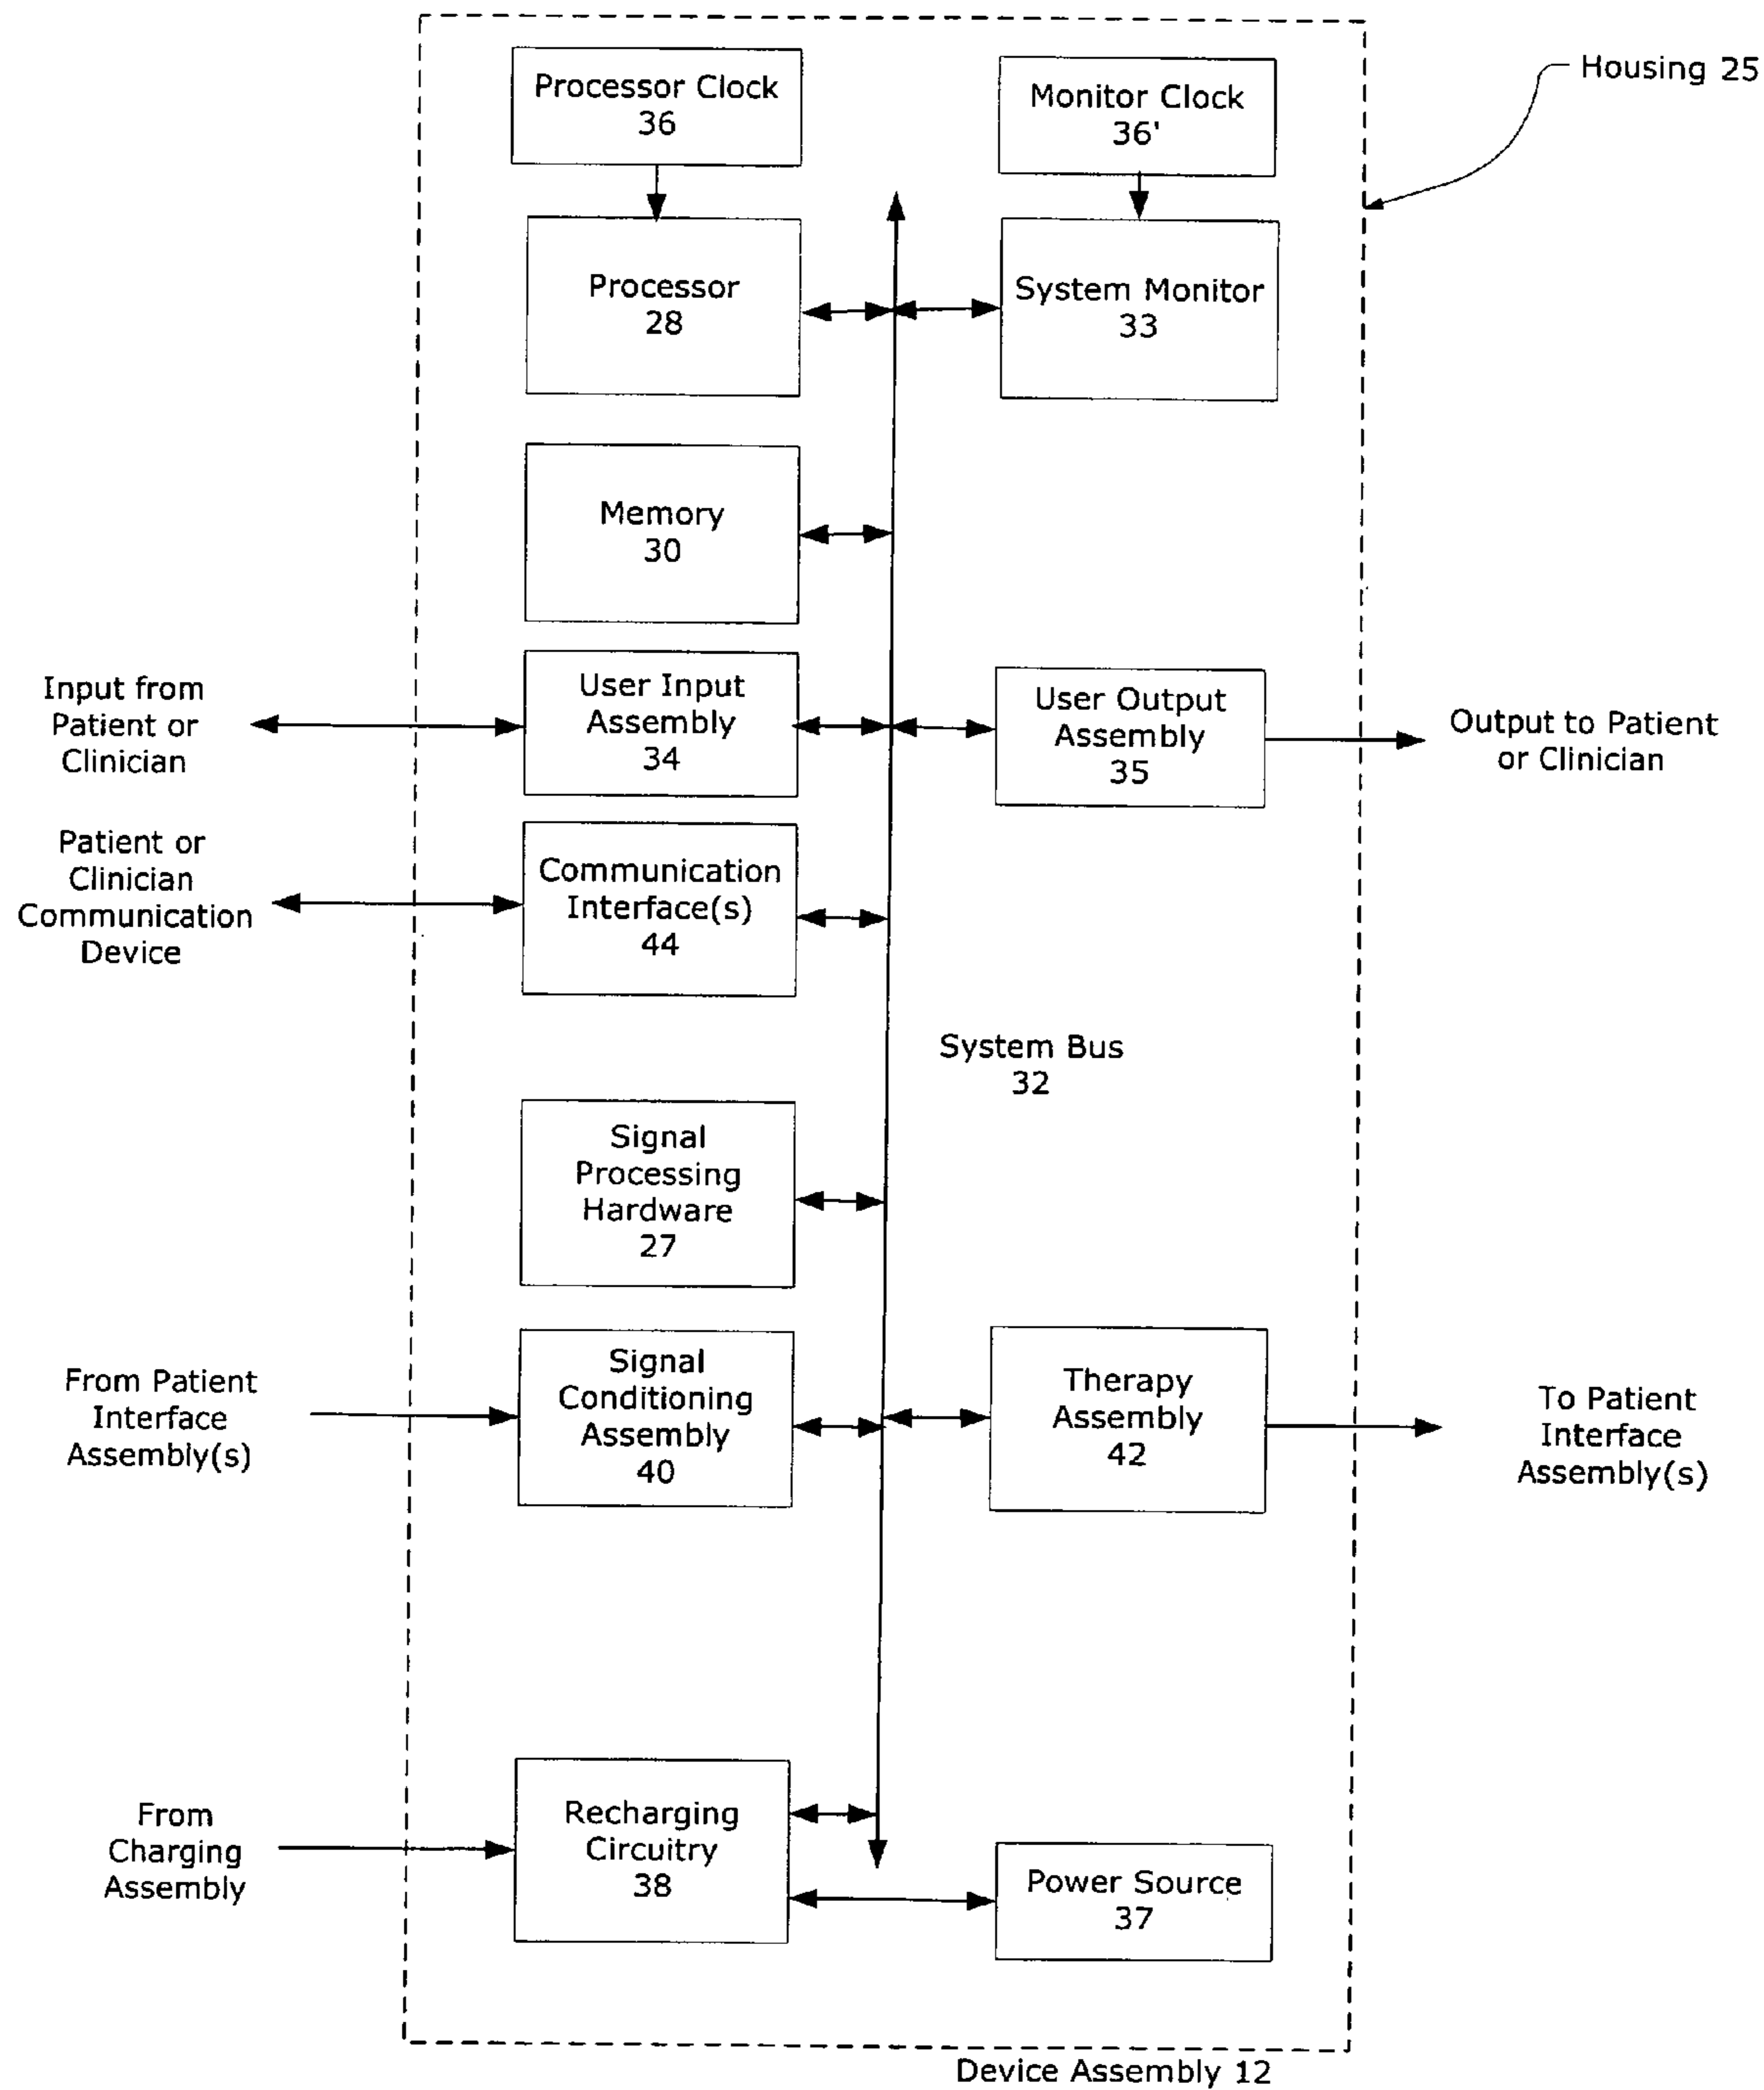 Processor Clock
36
Monitor Clock
36'
Housing 25
Processor
28
System Monitor
33
Memory
30
Input from
Patient or
Clinician
User Input
Assembly
34
User Output
Assembly
35
Output to Patient
or Clinician
Patient or
Clinician
Communication
Device
Communication
Interface(s)
44
System Bus
32
Signal
Processing
Hardware
27
From Patient
Interface
Assembly(s)
Signal
Conditioning
Assembly
40
Therapy
Assembly
42
To Patient
Interface
Assembly(s)
From
Charging
Assembly
Recharging
Circuitry
38
Power Source
37
Device Assembly 12